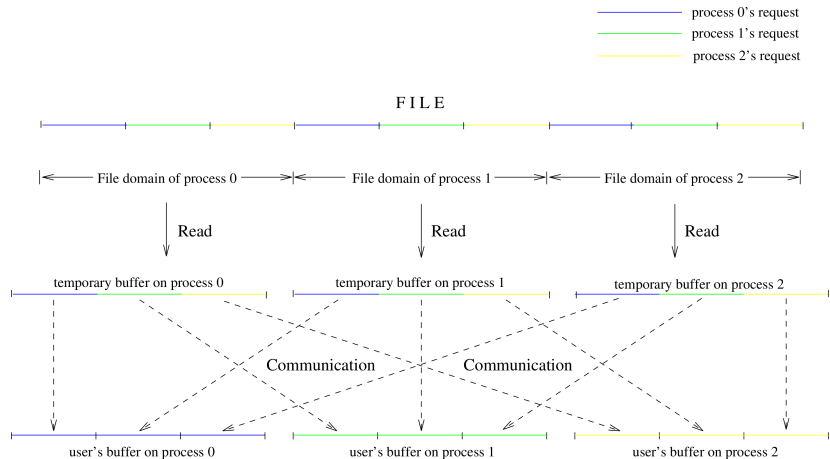 process 0's request
process 1's request
process 2's request
F I L E
File domain of process 0
File domain of process 1
File domain of process 2
Read
Read
Read
temporary buffer on process 0
temporary buffer on process 1
temporary buffer on process 2
Communication
Communication
user's buffer on process 0
user's buffer on process 1
user's buffer on process 2